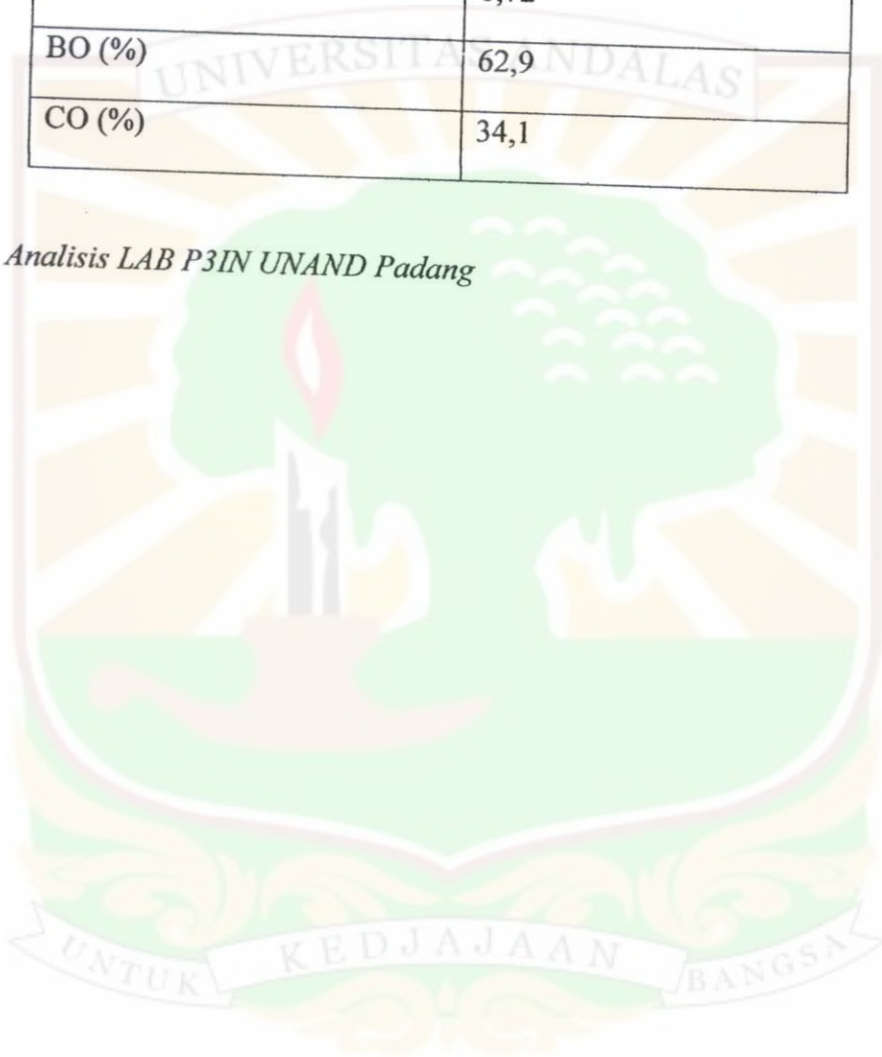 BO (%) 62,9
CO (%) 34,1
Analisis LAB P3IN UNAND Padang
UNIVERSITAS ANDALAS
UNTUK KEDJAJAAN BANGSA